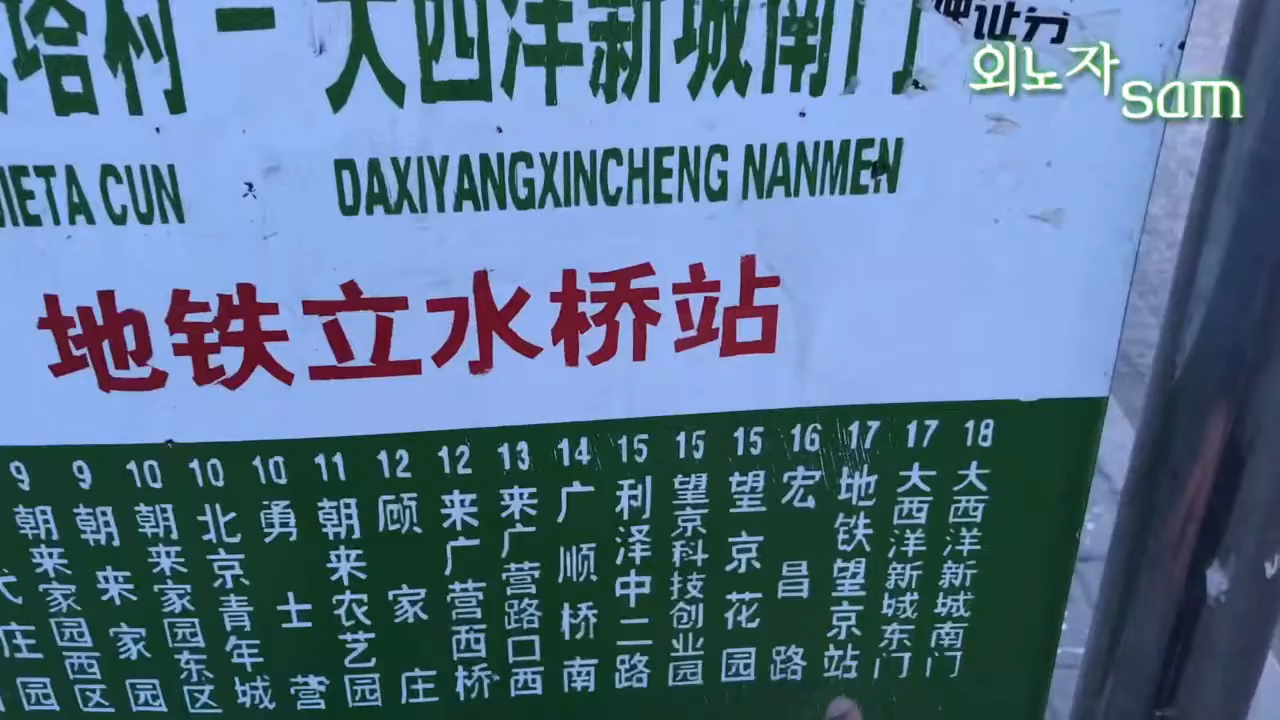 塔村 - 大西洋新城南门
外노자 sam
IETA CUN DAXIYANGXINCHENG NANMEN
地铁立水桥站
9 朝来家园西区
9 朝来家园
10 朝来家园东区
10 北京青年城
10 勇士营
11 朝来农艺园
12 顾家庄
12 来广营西桥
13 来广营路口西
14 广顺桥南
15 利泽中二路
15 望京科技创业园
15 望京花园
16 宏昌路
17 地铁望京站
17 大西洋新城东门
18 大西洋新城南门